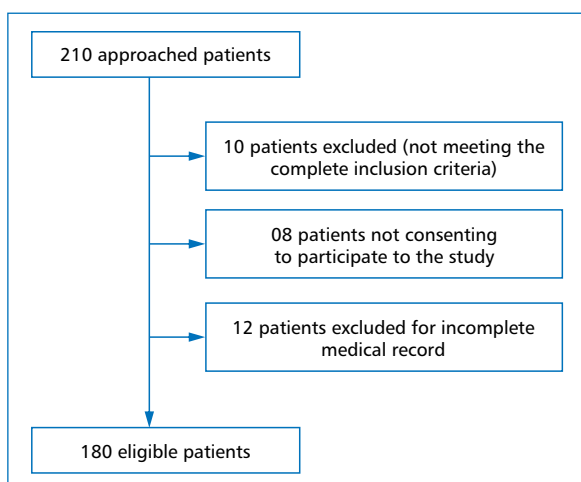 210 approached patients
10 patients excluded (not meeting the
complete inclusion criteria)
08 patients not consenting
to participate to the study
12 patients excluded for incomplete
medical record
180 eligible patients